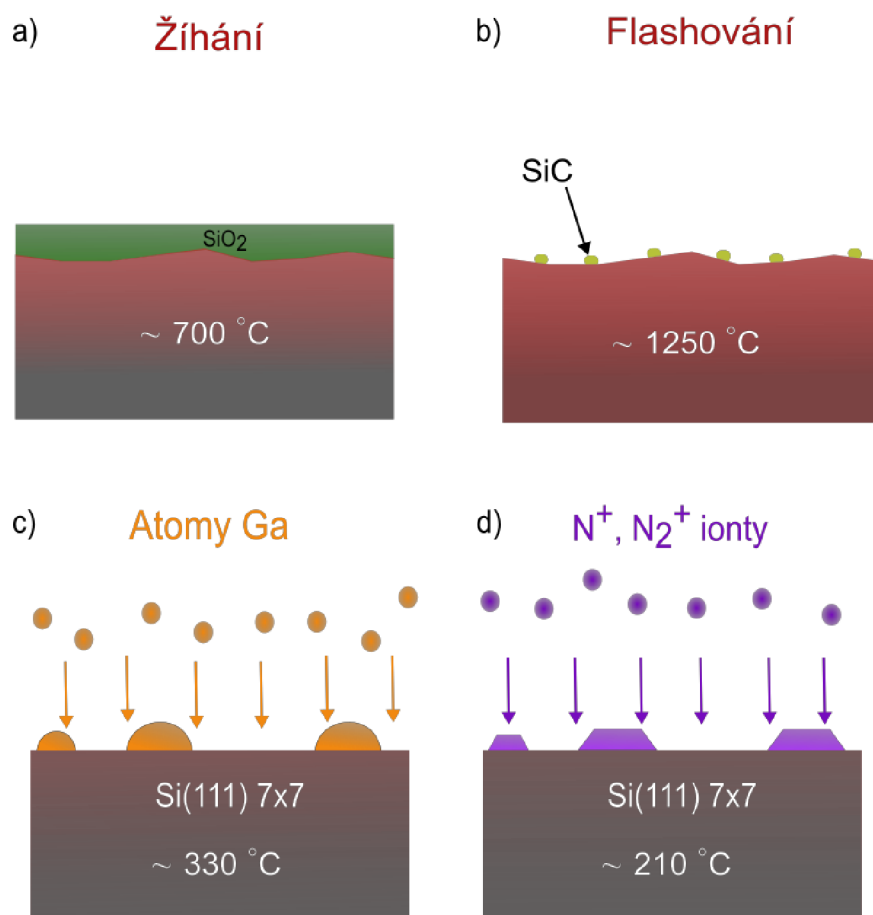 a)
Žíhání
SiO2
~ 700 °C
b)
Flashování
SiC
~ 1250 °C
c)
Atomy Ga
Si(111) 7x7
~ 330 °C
d)
N+, N2+ ionty
Si(111) 7x7
~ 210 °C